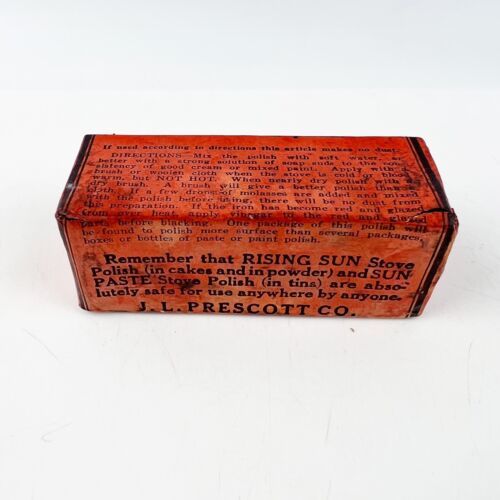 If used according to directions this article makes no dust.
DIRECTIONS—Mix the polish with soft water, or
better with a strong solution of soap suds to the con-
sistency of good cream or mixed paint. Apply with a
brush or woolen cloth when the stove is cold or blood
warm, but NOT HOT. When nearly dry polish with a
dry brush. A brush will give a better polish than a
cloth. If a few drops of molasses are added and mixed
with the polish before using, there will be no dust from
the preparation. If the iron has become red and glazed
from over heat, apply vinegar to the red and glazed
parts before blacking. One package of this polish will
be found to polish more surface than several packages,
boxes or bottles of paste or paint polish.
Remember that RISING SUN Stove
Polish (in cakes and in powder) and SUN
PASTE Stove Polish (in tins) are abso-
lutely safe for use anywhere by anyone.
J. L. PRESCOTT CO.